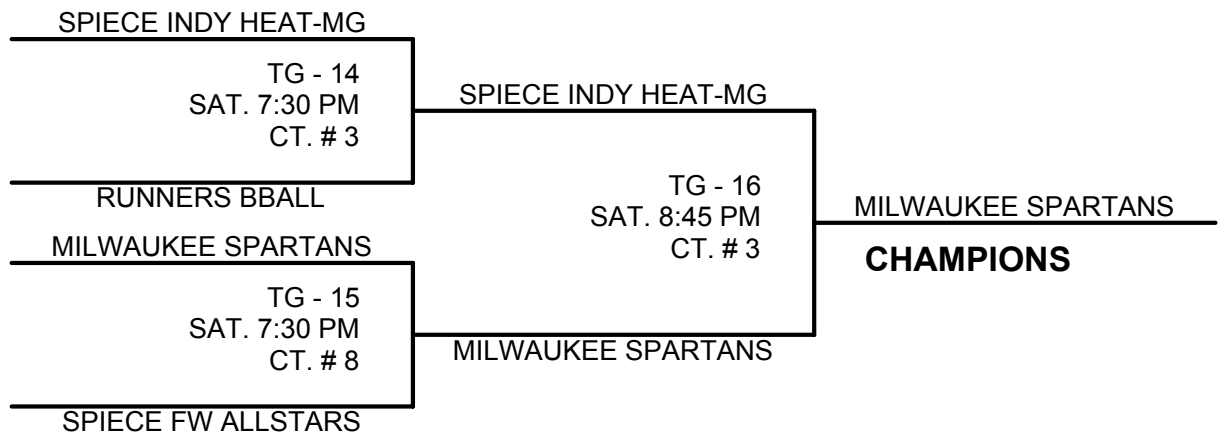 SPIECE INDY HEAT-MG
TG - 14
SAT. 7:30 PM
CT. # 3
RUNNERS BBALL
SPIECE INDY HEAT-MG
MILWAUKEE SPARTANS
TG - 15
SAT. 7:30 PM
CT. # 8
SPIECE FW ALLSTARS
MILWAUKEE SPARTANS
TG - 16
SAT. 8:45 PM
CT. # 3
MILWAUKEE SPARTANS
CHAMPIONS